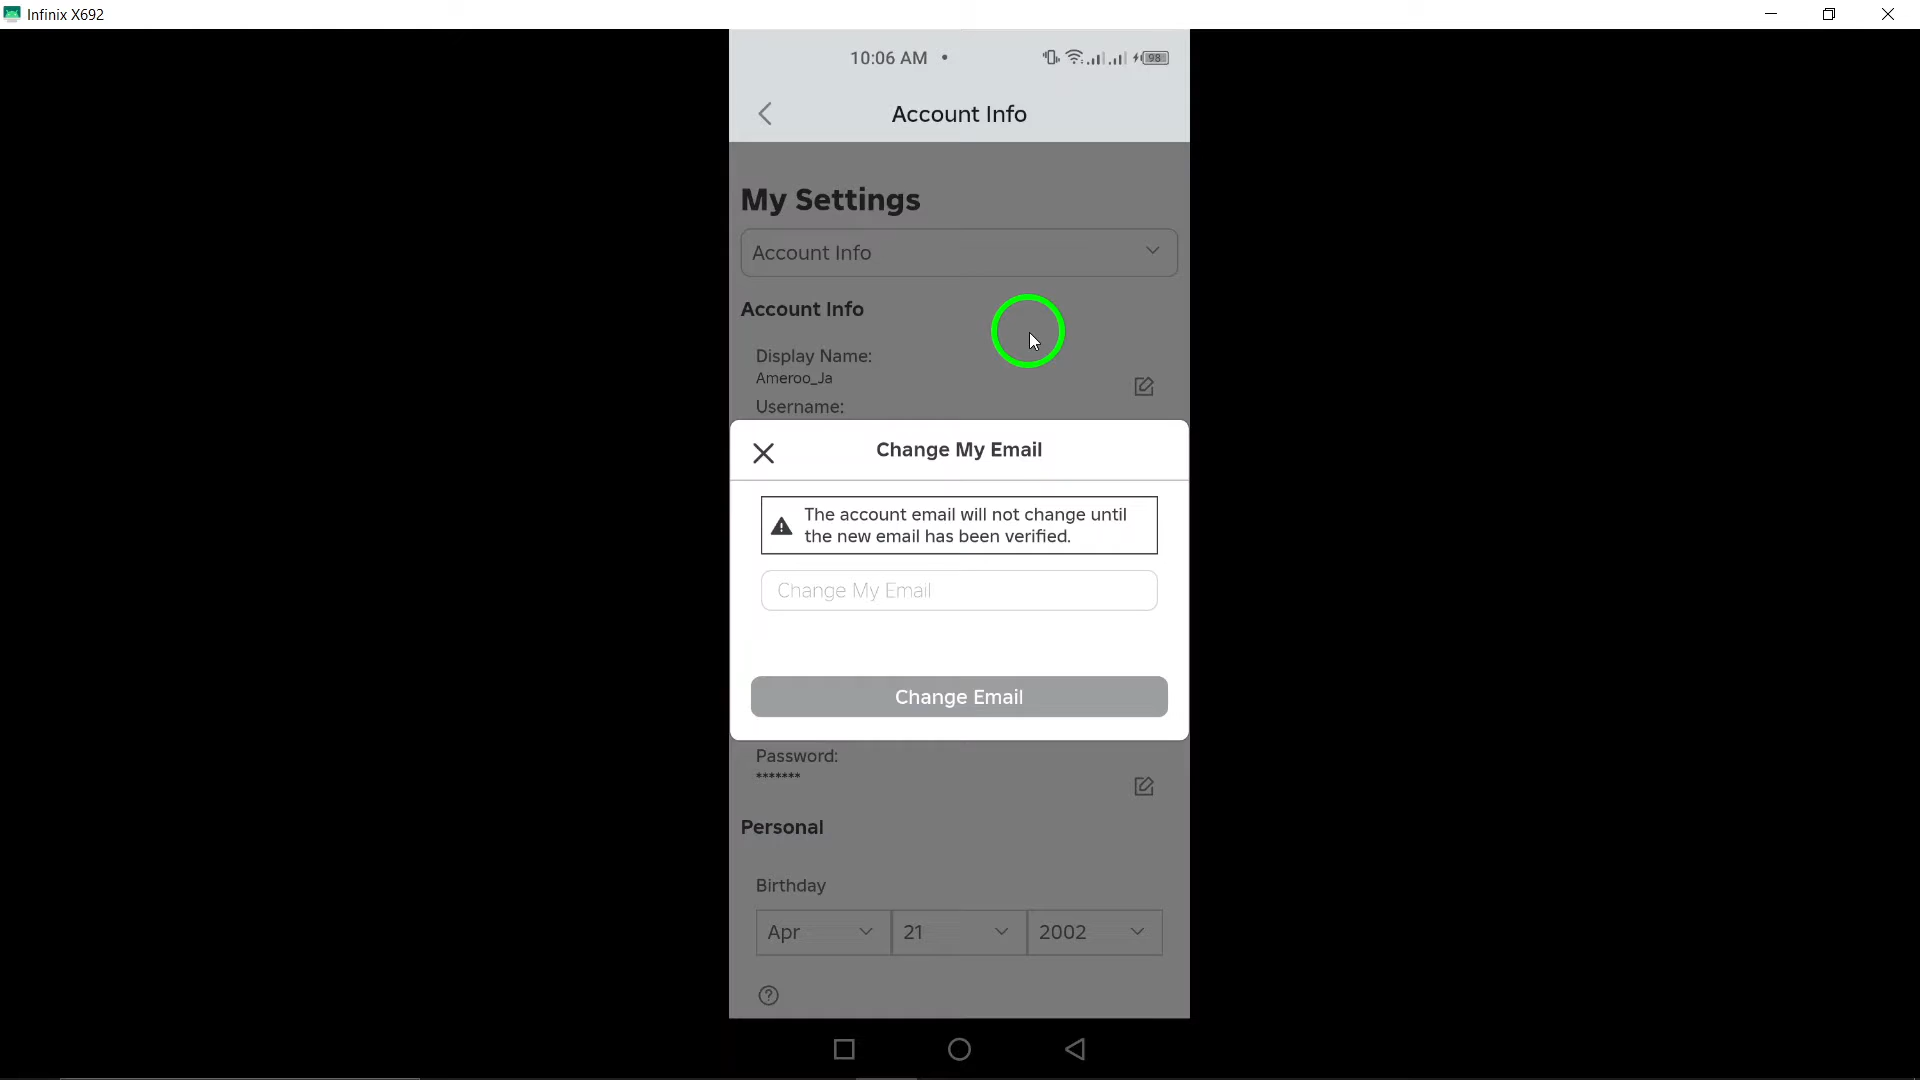 Infinix X692
10:06 AM
98
Account Info
My Settings
Account Info
Account Info
Display Name:
Ameroo_Ja
Username:
Change My Email
The account email will not change until
the new email has been verified.
Change My Email
Change Email
Password:
*******
Personal
Birthday
Apr 21 2002